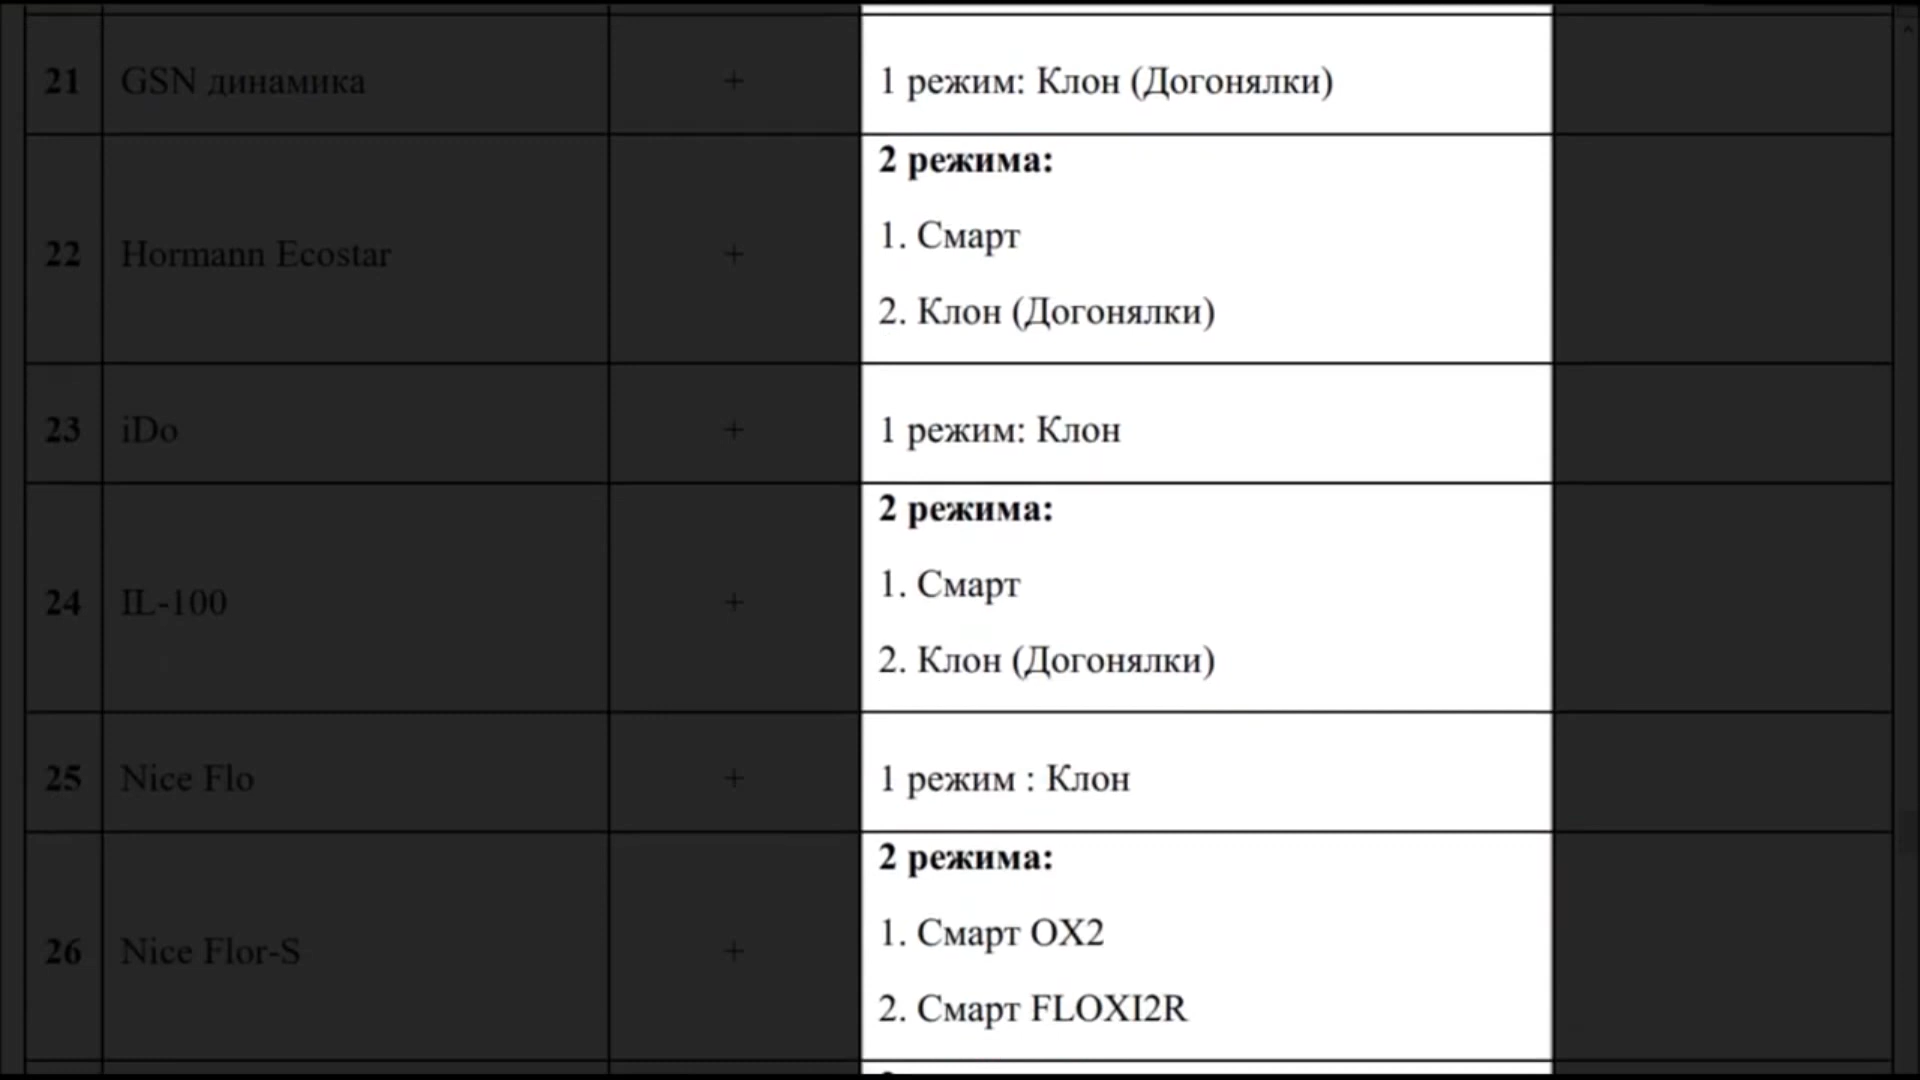 21 GSN динамика + 1 режим: Клон (Догонялки)
2 режима:
22 Hormann Ecostar + 1. Смарт
2. Клон (Догонялки)
23 iDo + 1 режим: Клон
2 режима:
24 IL-100 + 1. Смарт
2. Клон (Догонялки)
25 Nice Flo + 1 режим : Клон
2 режима:
26 Nice Flor-S + 1. Смарт OX2
2. Смарт FLOXI2R